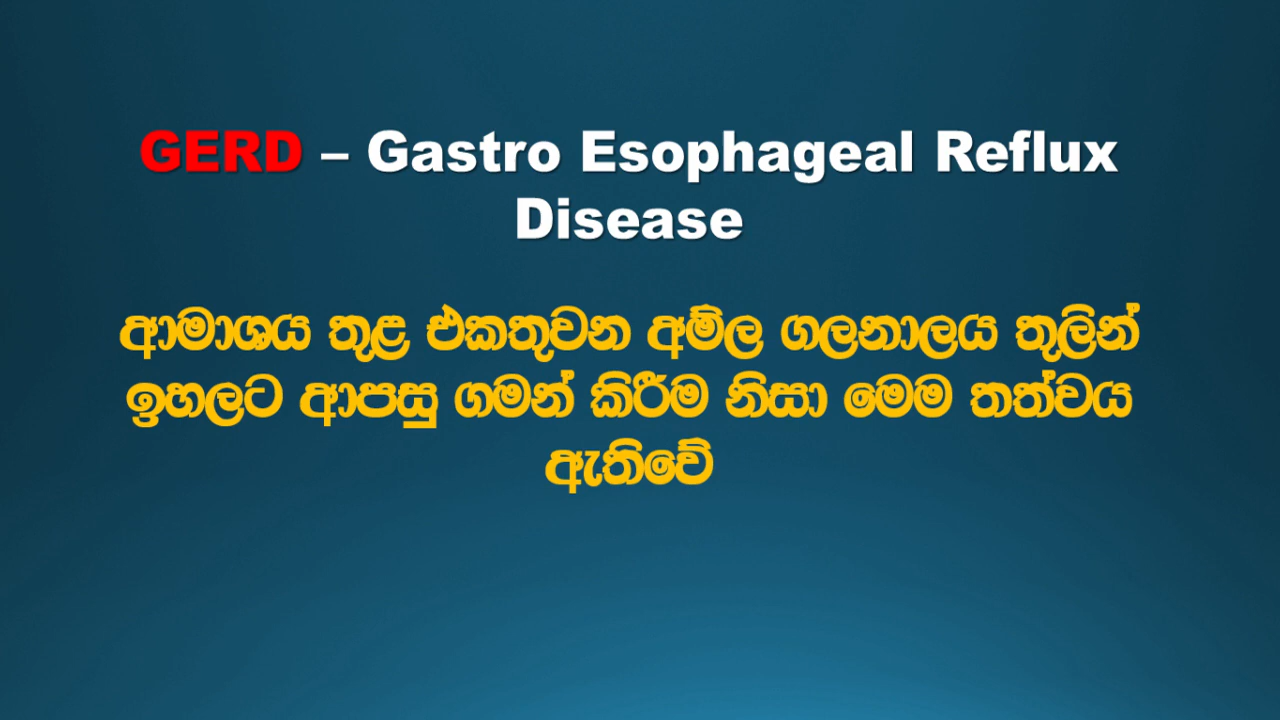 GERD – Gastro Esophageal Reflux
Disease
ආමාශය තුළ එකතුවන අම්ල ගලනාලය තුලින්
ඉහලට ආපසු ගමන් කිරීම නිසා මෙම තත්වය
ඇතිවේ